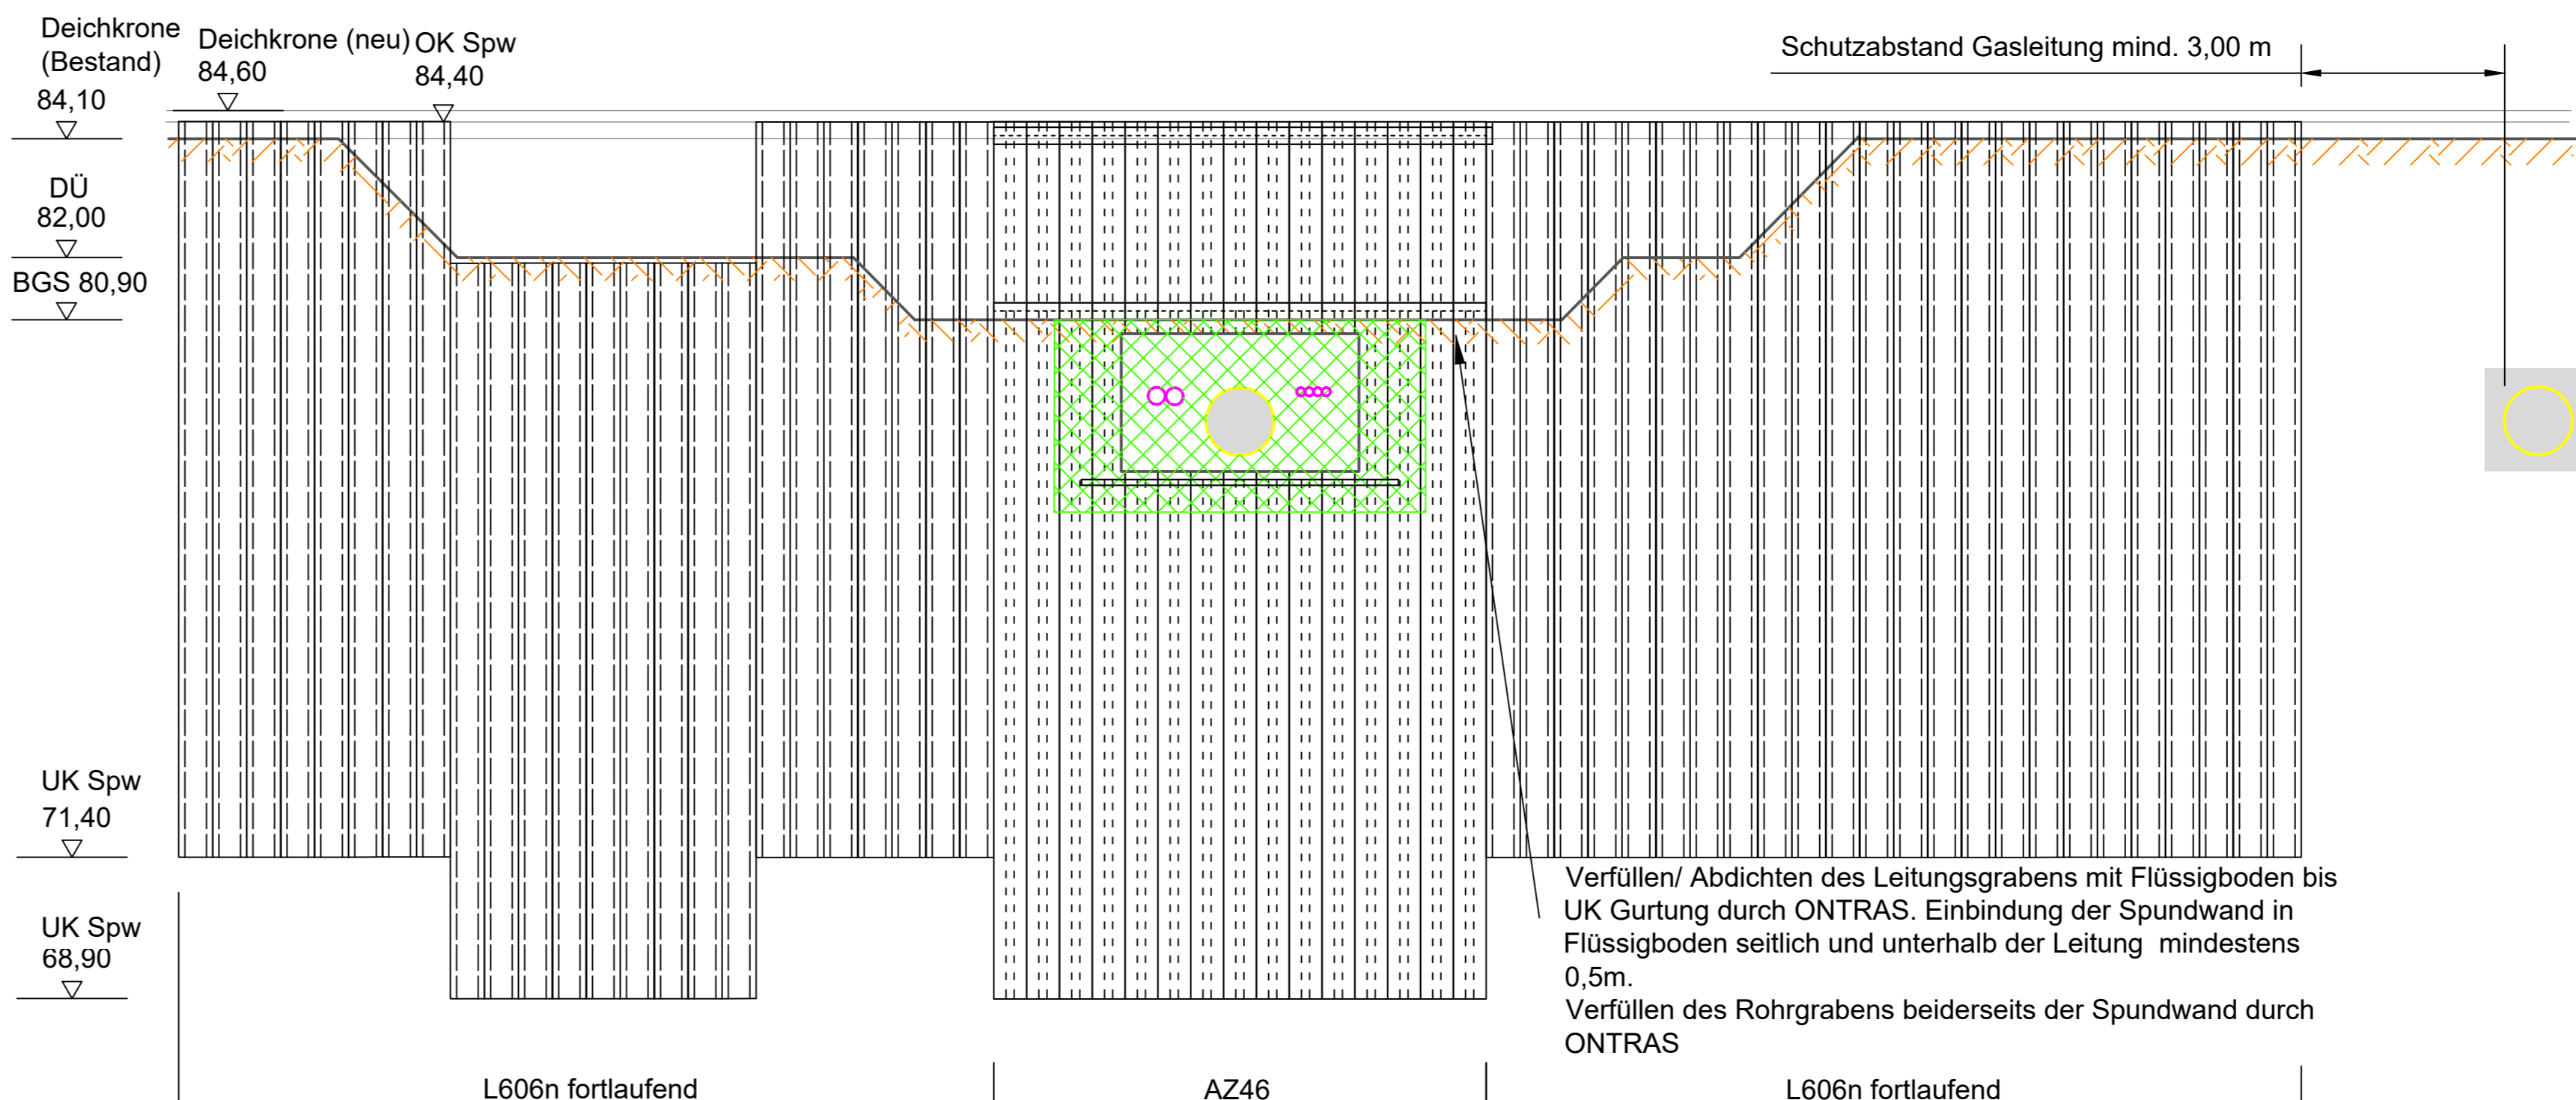 Deichkrone
(Bestand)
84,10
Deichkrone (neu)
84,60
OK Spw
84,40
Schutzabstand Gasleitung mind. 3,00 m
DÜ
82,00
BGS 80,90
UK Spw
71,40
UK Spw
68,90
Verfüllen/ Abdichten des Leitungsgrabens mit Flüssigboden bis
UK Gurtung durch ONTRAS. Einbindung der Spundwand in
Flüssigboden seitlich und unterhalb der Leitung mindestens
0,5m.
Verfüllen des Rohrgrabens beiderseits der Spundwand durch
ONTRAS
L606n fortlaufend
AZ46
L606n fortlaufend